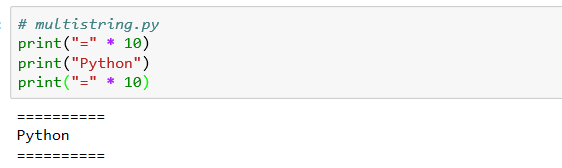 # multistring.py
print("=" * 10)
print("Python")
print("=" * 10)
==========
Python
==========